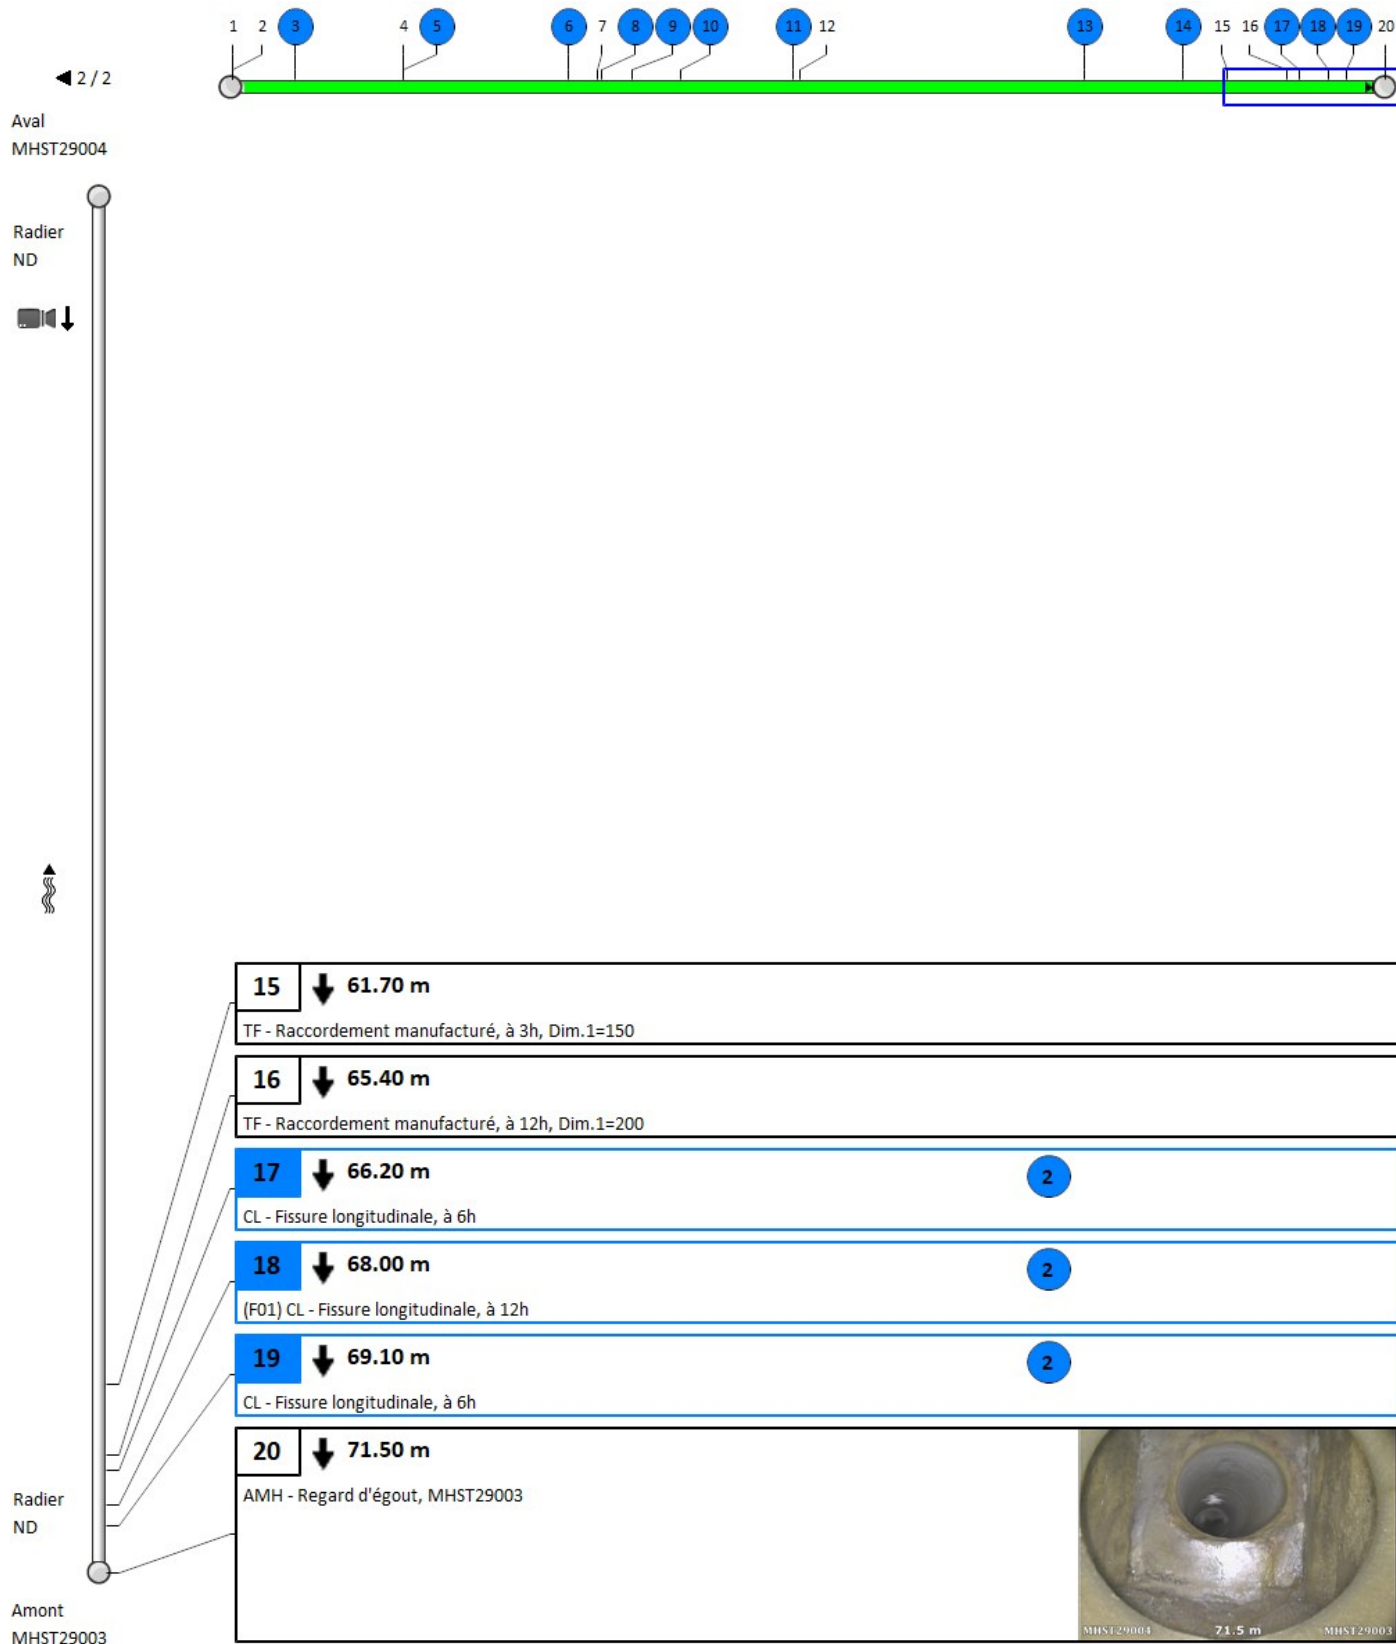 1 2 3 4 5 6 7 8 9 10 11 12 13 14 15 16 17 18 19 20
2 / 2
Aval
MHST29004
Radier
ND
15 61.70 m
TF - Raccordement manufacturé, à 3h, Dim.1=150
16 65.40 m
TF - Raccordement manufacturé, à 12h, Dim.1=200
17 66.20 m 2
CL - Fissure longitudinale, à 6h
18 68.00 m 2
(F01) CL - Fissure longitudinale, à 12h
19 69.10 m 2
CL - Fissure longitudinale, à 6h
20 71.50 m
AMH - Regard d'égout, MHST29003
Radier
ND
Amont
MHST29003
MHST29004 71.5 m MHST29003